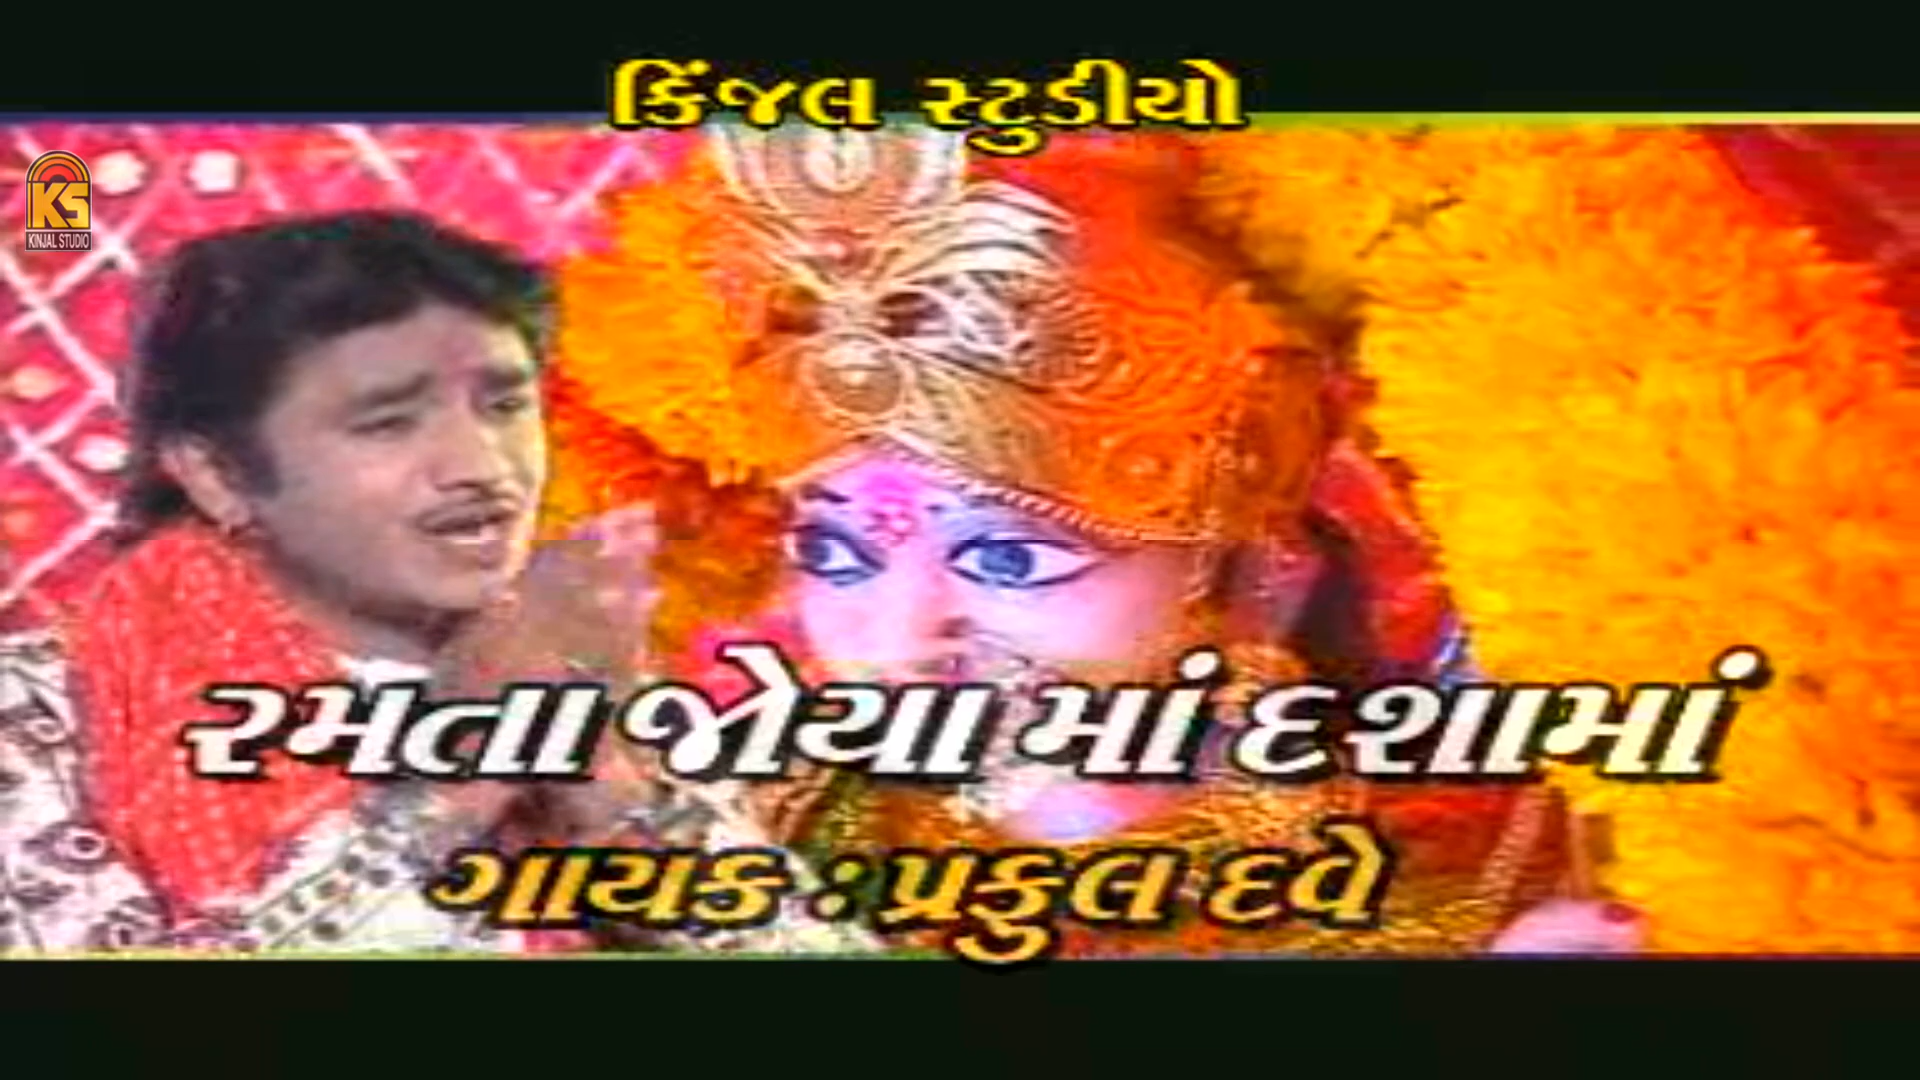 કિંજલ સ્ટુડીયો
KS
KINJAL STUDIO
રમતા જોયા માં દશામાં
ગાયક : પ્રફુલ દવે